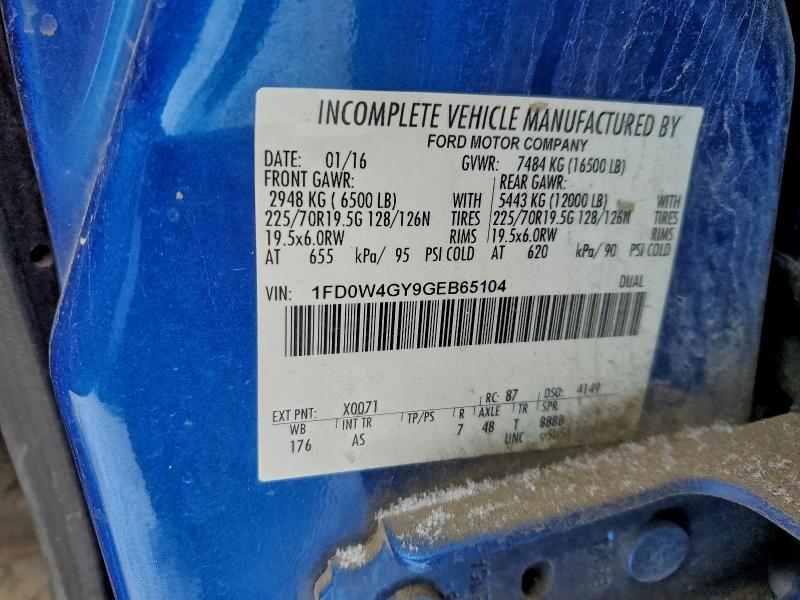 INCOMPLETE VEHICLE MANUFACTURED BY
FORD MOTOR COMPANY
DATE: 01/16 GVWR: 7484 KG (16500 LB)
FRONT GAWR: REAR GAWR:
2948 KG ( 6500 LB) WITH 5443 KG (12000 LB) WITH
225/70R19.5G 128/126N TIRES 225/70R19.5G 128/126N TIRES
19.5x6.0RW RIMS 19.5x6.0RW RIMS
AT 655 kPa/ 95 PSI COLD AT 620 kPa/ 90 PSI COLD
VIN: 1FD0W4GY9GEB65104 DUAL
RC: 87 DSO: 4149
EXT PNT: X0071
WB INT TR TP/PS R AXLE TR SPR
176 AS 7 48 T BBBB
UNC